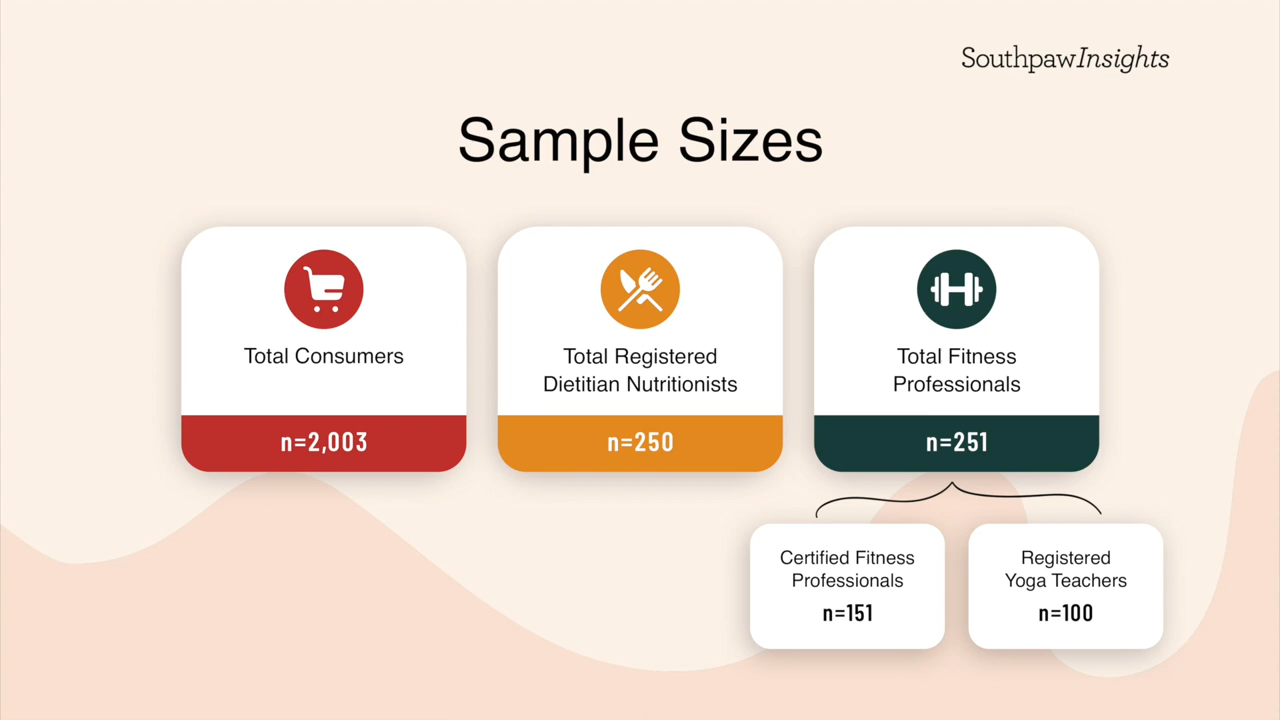 SouthpawInsights
Sample Sizes
Total Consumers
n=2,003
Total Registered
Dietitian Nutritionists
n=250
Total Fitness
Professionals
n=251
Certified Fitness
Professionals
n=151
Registered
Yoga Teachers
n=100